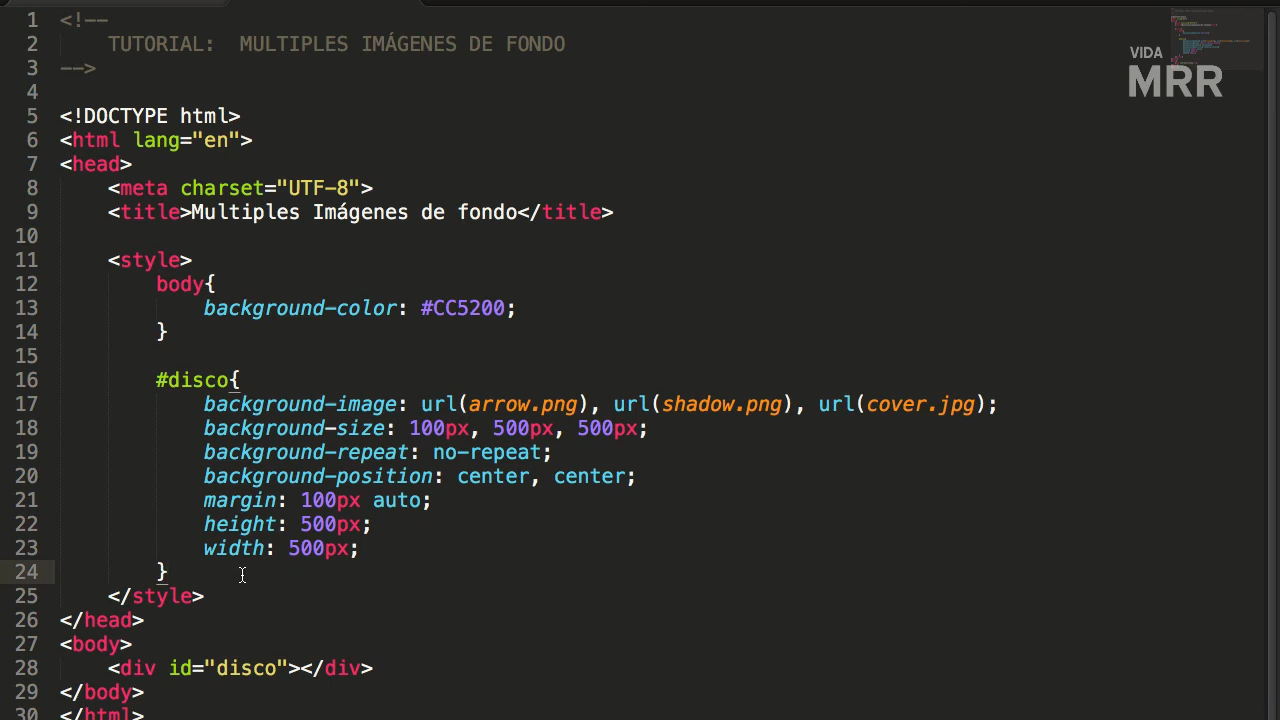 1 <!--
2 TUTORIAL: MULTIPLES IMÁGENES DE FONDO
3 -->
4
5 <!DOCTYPE html>
6 <html lang="en">
7 <head>
8 <meta charset="UTF-8">
9 <title>Multiples Imágenes de fondo</title>
10
11 <style>
12 body{
13 background-color: #CC5200;
14 }
15
16 #disco{
17 background-image: url(arrow.png), url(shadow.png), url(cover.jpg);
18 background-size: 100px, 500px, 500px;
19 background-repeat: no-repeat;
20 background-position: center, center;
21 margin: 100px auto;
22 height: 500px;
23 width: 500px;
24 }
25 </style>
26 </head>
27 <body>
28 <div id="disco"></div>
29 </body>
30 </html>
VIDA
MRR